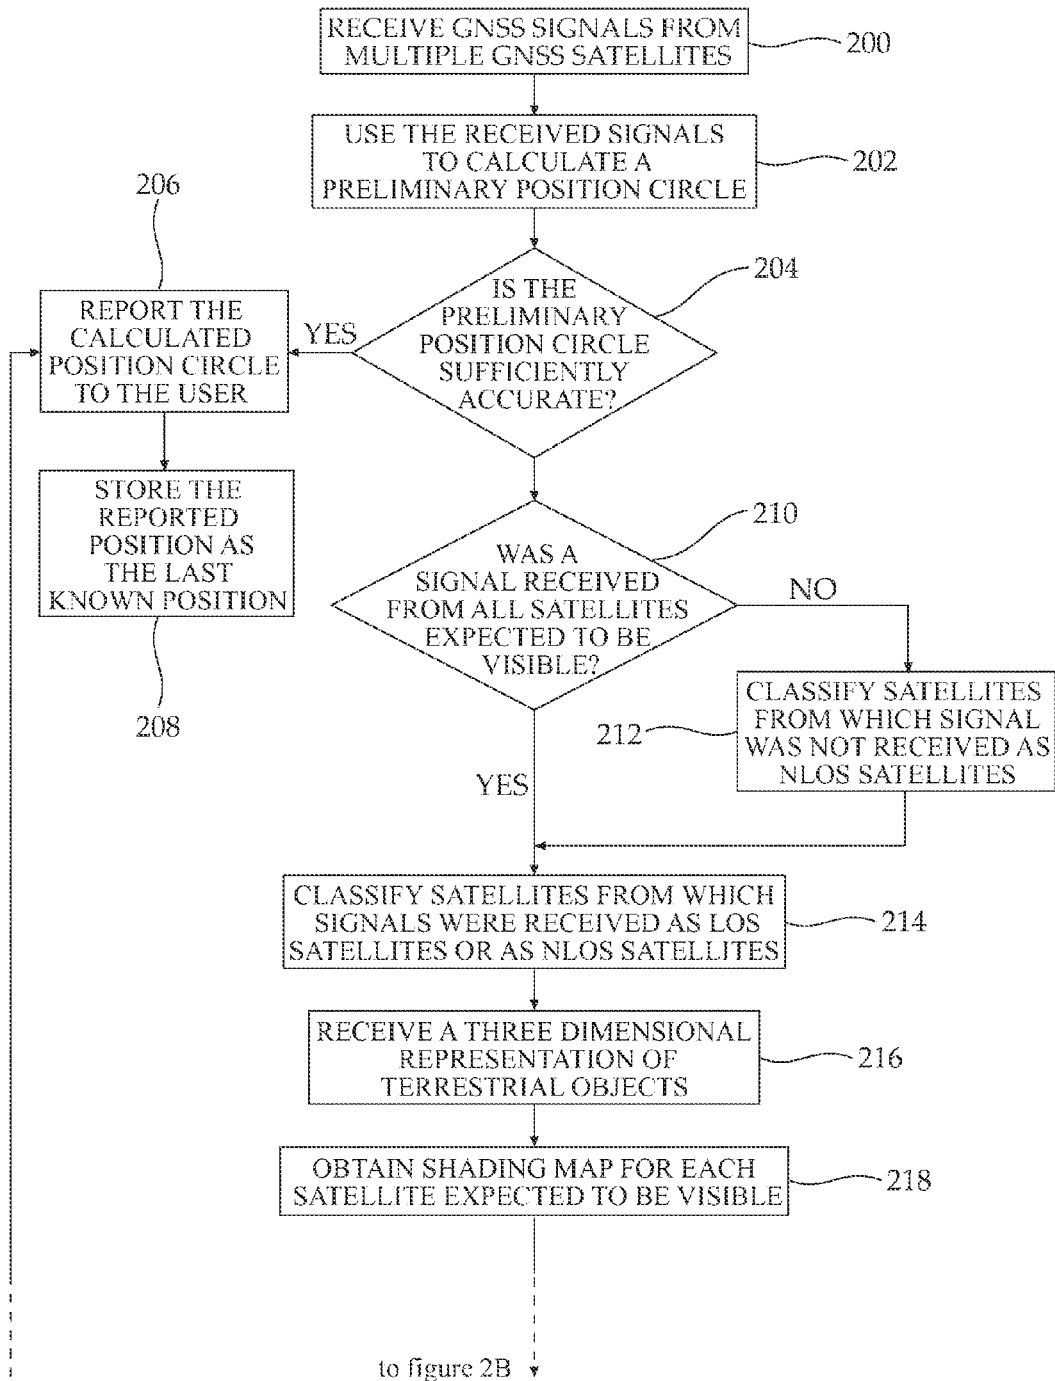 RECEIVE GNSS SIGNALS FROM
MULTIPLE GNSS SATELLITES
200
USE THE RECEIVED SIGNALS
TO CALCULATE A
PRELIMINARY POSITION CIRCLE
202
206
204
IS THE
PRELIMINARY
POSITION CIRCLE
SUFFICIENTLY
ACCURATE?
YES
REPORT THE
CALCULATED
POSITION CIRCLE
TO THE USER
STORE THE
REPORTED
POSITION AS
THE LAST
KNOWN POSITION
208
210
WAS A
SIGNAL RECEIVED
FROM ALL SATELLITES
EXPECTED TO BE
VISIBLE?
NO
CLASSIFY SATELLITES
FROM WHICH SIGNAL
WAS NOT RECEIVED AS
NLOS SATELLITES
212
YES
CLASSIFY SATELLITES FROM WHICH
SIGNALS WERE RECEIVED AS LOS
SATELLITES OR AS NLOS SATELLITES
214
RECEIVE A THREE DIMENSIONAL
REPRESENTATION OF
TERRESTRIAL OBJECTS
216
OBTAIN SHADING MAP FOR EACH
SATELLITE EXPECTED TO BE VISIBLE
218
to figure 2B